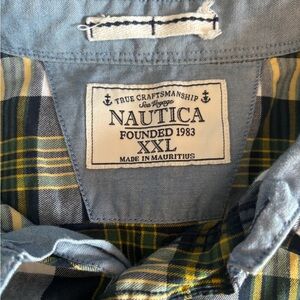 TRUE CRAFTSMANSHIP
Sea Voyage
NAUTICA
FOUNDED 1983
XXL
MADE IN MAURITIUS